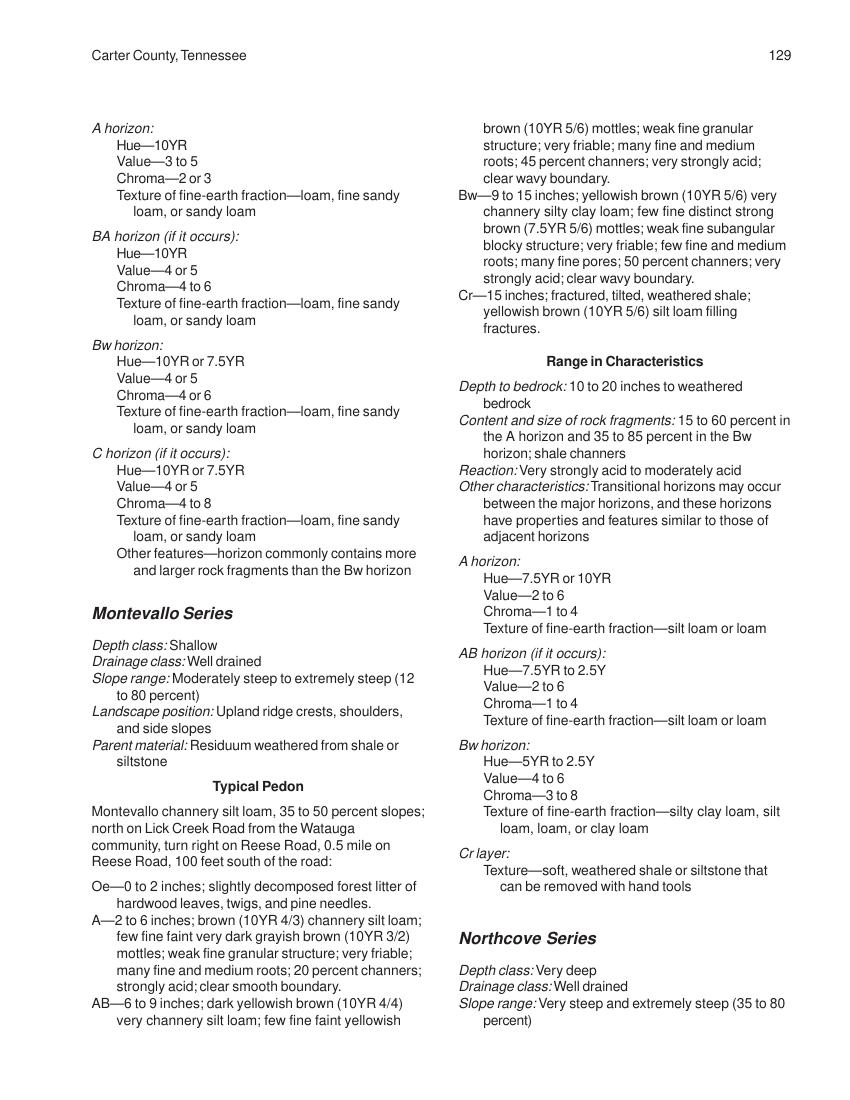 Carter County, Tennessee
129
A horizon:
Hue—10YR
Value—3 to 5
Chroma—2 or 3
Texture of fine-earth fraction—loam, fine sandy
loam, or sandy loam
BA horizon (if it occurs):
Hue—10YR
Value—4 or 5
Chroma—4 to 6
Texture of fine-earth fraction—loam, fine sandy
loam, or sandy loam
Bw horizon:
Hue—10YR or 7.5YR
Value—4 or 5
Chroma—4 or 6
Texture of fine-earth fraction—loam, fine sandy
loam, or sandy loam
C horizon (if it occurs):
Hue—10YR or 7.5YR
Value—4 or 5
Chroma—4 to 8
Texture of fine-earth fraction—loam, fine sandy
loam, or sandy loam
Other features—horizon commonly contains more
and larger rock fragments than the Bw horizon
Montevallo Series
Depth class: Shallow
Drainage class: Well drained
Slope range: Moderately steep to extremely steep (12
to 80 percent)
Landscape position: Upland ridge crests, shoulders,
and side slopes
Parent material: Residuum weathered from shale or
siltstone
Typical Pedon
Montevallo channery silt loam, 35 to 50 percent slopes;
north on Lick Creek Road from the Watauga
community, turn right on Reese Road, 0.5 mile on
Reese Road, 100 feet south of the road:
Oe—0 to 2 inches; slightly decomposed forest litter of
hardwood leaves, twigs, and pine needles.
A—2 to 6 inches; brown (10YR 4/3) channery silt loam;
few fine faint very dark grayish brown (10YR 3/2)
mottles; weak fine granular structure; very friable;
many fine and medium roots; 20 percent channers;
strongly acid; clear smooth boundary.
AB—6 to 9 inches; dark yellowish brown (10YR 4/4)
very channery silt loam; few fine faint yellowish
brown (10YR 5/6) mottles; weak fine granular
structure; very friable; many fine and medium
roots; 45 percent channers; very strongly acid;
clear wavy boundary.
Bw—9 to 15 inches; yellowish brown (10YR 5/6) very
channery silty clay loam; few fine distinct strong
brown (7.5YR 5/6) mottles; weak fine subangular
blocky structure; very friable; few fine and medium
roots; many fine pores; 50 percent channers; very
strongly acid; clear wavy boundary.
Cr—15 inches; fractured, tilted, weathered shale;
yellowish brown (10YR 5/6) silt loam filling
fractures.
Range in Characteristics
Depth to bedrock: 10 to 20 inches to weathered
bedrock
Content and size of rock fragments: 15 to 60 percent in
the A horizon and 35 to 85 percent in the Bw
horizon; shale channers
Reaction: Very strongly acid to moderately acid
Other characteristics: Transitional horizons may occur
between the major horizons, and these horizons
have properties and features similar to those of
adjacent horizons
A horizon:
Hue—7.5YR or 10YR
Value—2 to 6
Chroma—1 to 4
Texture of fine-earth fraction—silt loam or loam
AB horizon (if it occurs):
Hue—7.5YR to 2.5Y
Value—2 to 6
Chroma—1 to 4
Texture of fine-earth fraction—silt loam or loam
Bw horizon:
Hue—5YR to 2.5Y
Value—4 to 6
Chroma—3 to 8
Texture of fine-earth fraction—silty clay loam, silt
loam, loam, or clay loam
Cr layer:
Texture—soft, weathered shale or siltstone that
can be removed with hand tools
Northcove Series
Depth class: Very deep
Drainage class: Well drained
Slope range: Very steep and extremely steep (35 to 80
percent)